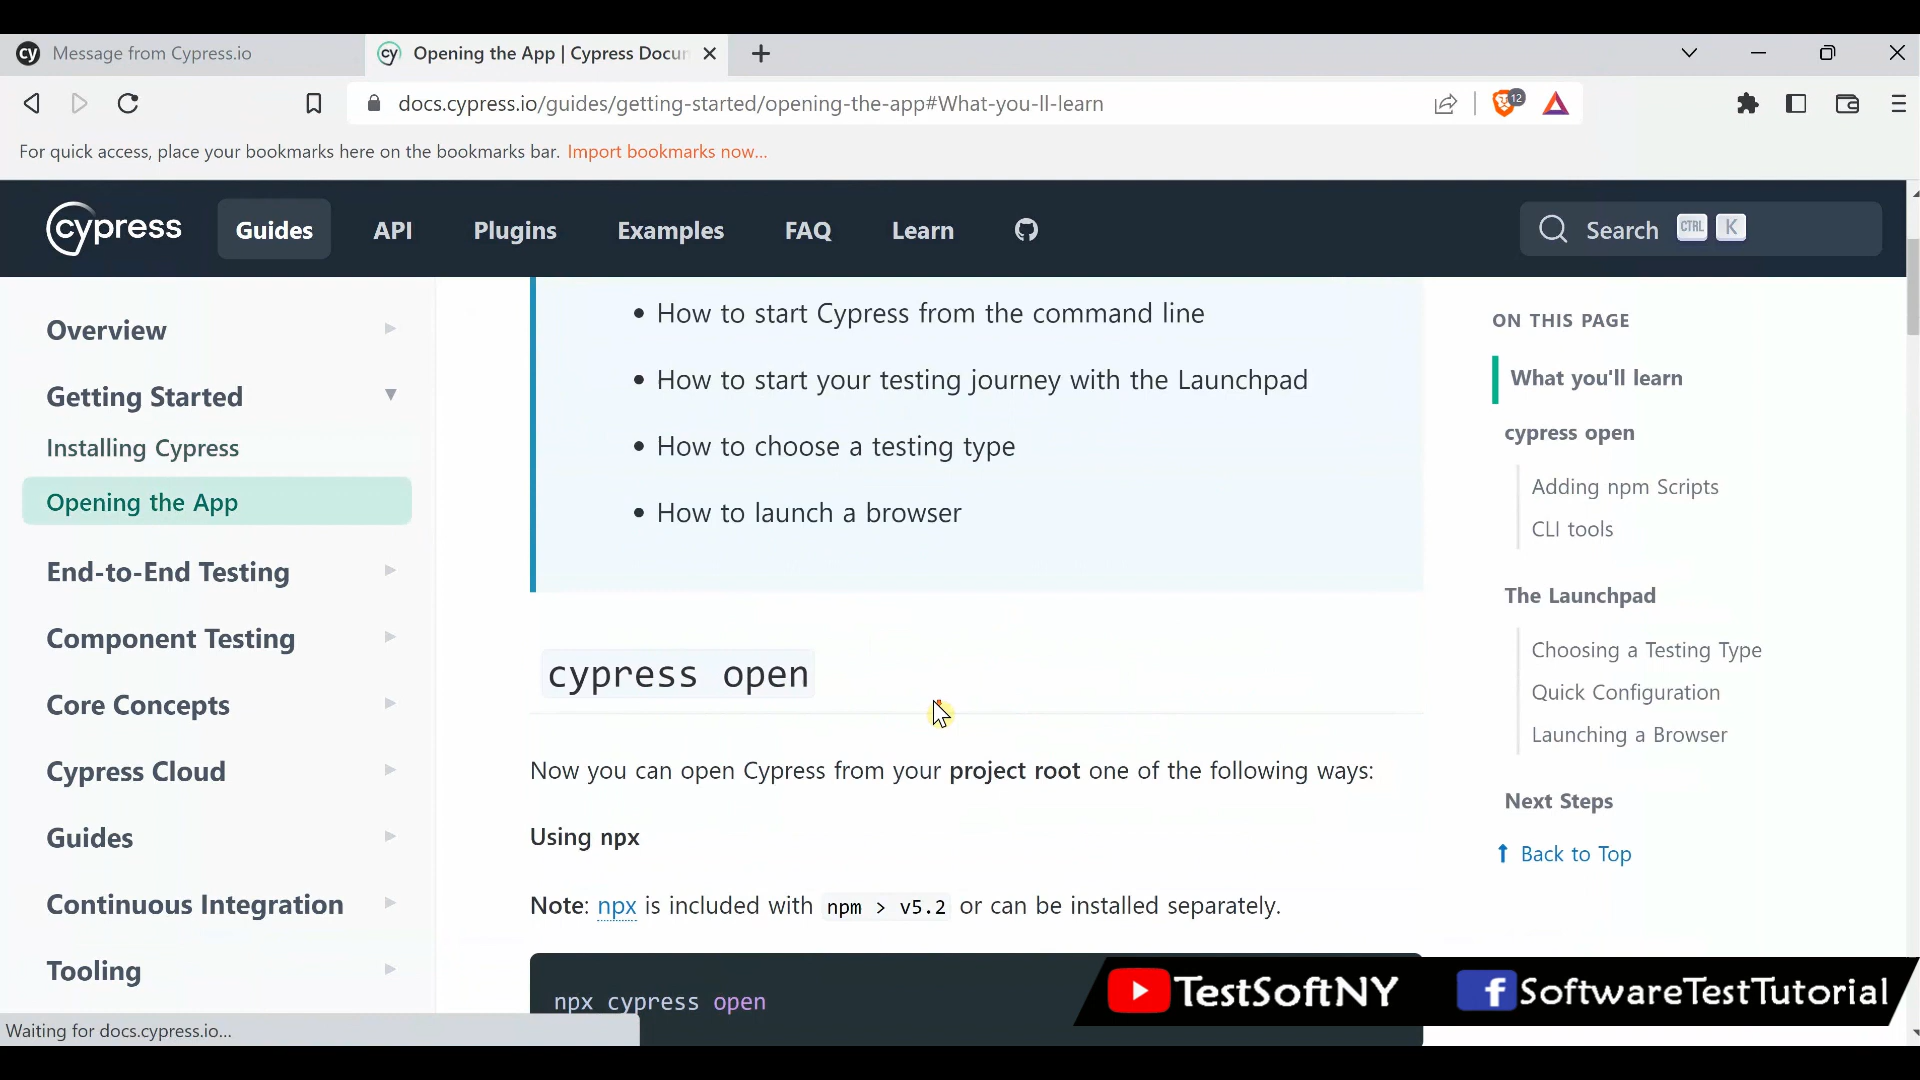 Message from Cypress.io
Opening the App | Cypress Docu
docs.cypress.io/guides/getting-started/opening-the-app#What-you-ll-learn
12
For quick access, place your bookmarks here on the bookmarks bar. Import bookmarks now...
cypress
Guides
API
Plugins
Examples
FAQ
Learn
Search CTRL K
Overview
Getting Started
Installing Cypress
Opening the App
End-to-End Testing
Component Testing
Core Concepts
Cypress Cloud
Guides
Continuous Integration
Tooling
• How to start Cypress from the command line
• How to start your testing journey with the Launchpad
• How to choose a testing type
• How to launch a browser
cypress open
Now you can open Cypress from your project root one of the following ways:
Using npx
Note: npx is included with npm > v5.2 or can be installed separately.
npx cypress open
ON THIS PAGE
What you'll learn
cypress open
Adding npm Scripts
CLI tools
The Launchpad
Choosing a Testing Type
Quick Configuration
Launching a Browser
Next Steps
Back to Top
TestSoftNY
SoftwareTestTutorial
Waiting for docs.cypress.io...